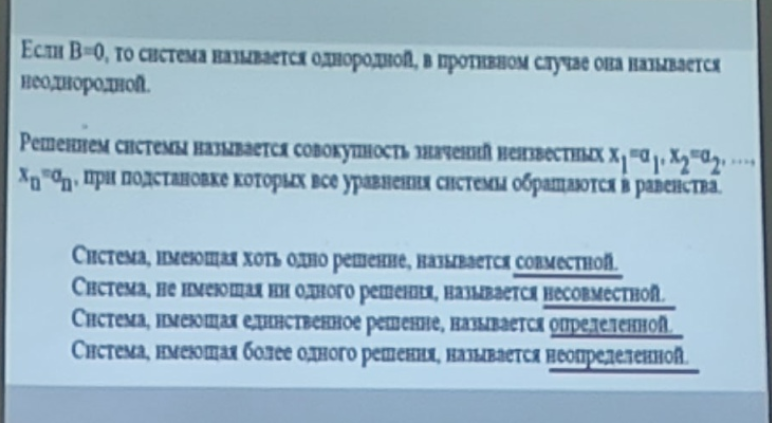 Если B=0, то система называется однородной, в противном случае она называется
неоднородной.
Решением системы называется совокупность значений неизвестных x₁=α₁, x₂=α₂, ...,
xₙ=αₙ, при подстановке которых все уравнения системы обращаются в равенства.
Система, имеющая хоть одно решение, называется совместной.
Система, не имеющая ни одного решения, называется несовместной.
Система, имеющая единственное решение, называется определенной.
Система, имеющая более одного решения, называется неопределенной.